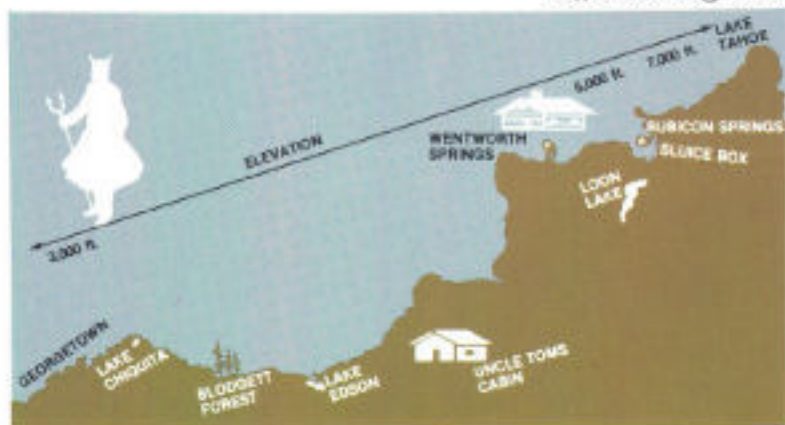 LAKE
TAHOE
7,000 ft.
6,000 ft.
ELEVATION
3,000 ft.
WENTWORTH
SPRINGS
RUBICON SPRINGS
SLUICE BOX
LOON
LAKE
GEORGETOWN
LAKE
CHIQUITA
BLODGETT
FOREST
LAKE
EDSON
UNCLE TOMS
CABIN